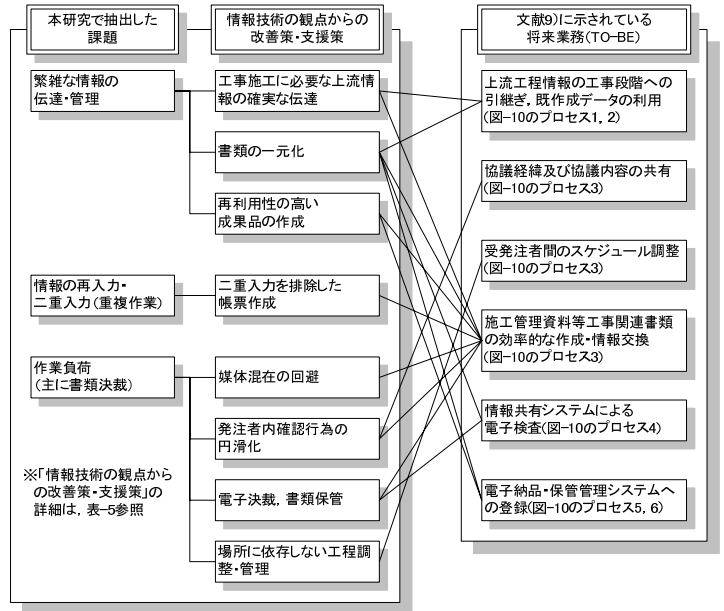 本研究で抽出した
課題
情報技術の観点からの
改善策・支援策
文献9)に示されている
将来業務(TO-BE)
繁雑な情報の
伝達・管理
情報の再入力・
二重入力(重複作業)
作業負荷
(主に書類決裁)
※「情報技術の観点から
の改善策・支援策」の
詳細は，表-5参照
工事施工に必要な上流情
報の確実な伝達
書類の一元化
再利用性の高い
成果品の作成
二重入力を排除した
帳票作成
媒体混在の回避
発注者内確認行為の
円滑化
電子決裁，書類保管
場所に依存しない工程調
整・管理
上流工程情報の工事段階への
引継ぎ，既作成データの利用
(図-10のプロセス1，2)
協議経緯及び協議内容の共有
(図-10のプロセス3)
受発注者間のスケジュール調整
(図-10のプロセス3)
施工管理資料等工事関連書類
の効率的な作成・情報交換
(図-10のプロセス3)
情報共有システムによる
電子検査(図-10のプロセス4)
電子納品・保管管理システムへ
の登録(図-10のプロセス5，6)